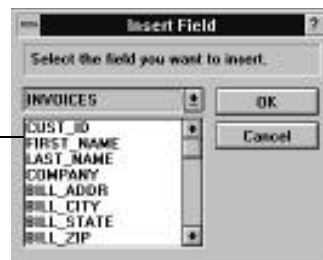 Insert Field ?
Select the field you want to insert.
INVOICES
OK
Cancel
CUST_ID
FIRST_NAME
LAST_NAME
COMPANY
BILL_ADDR
BILL_CITY
BILL_STATE
BILL_ZIP